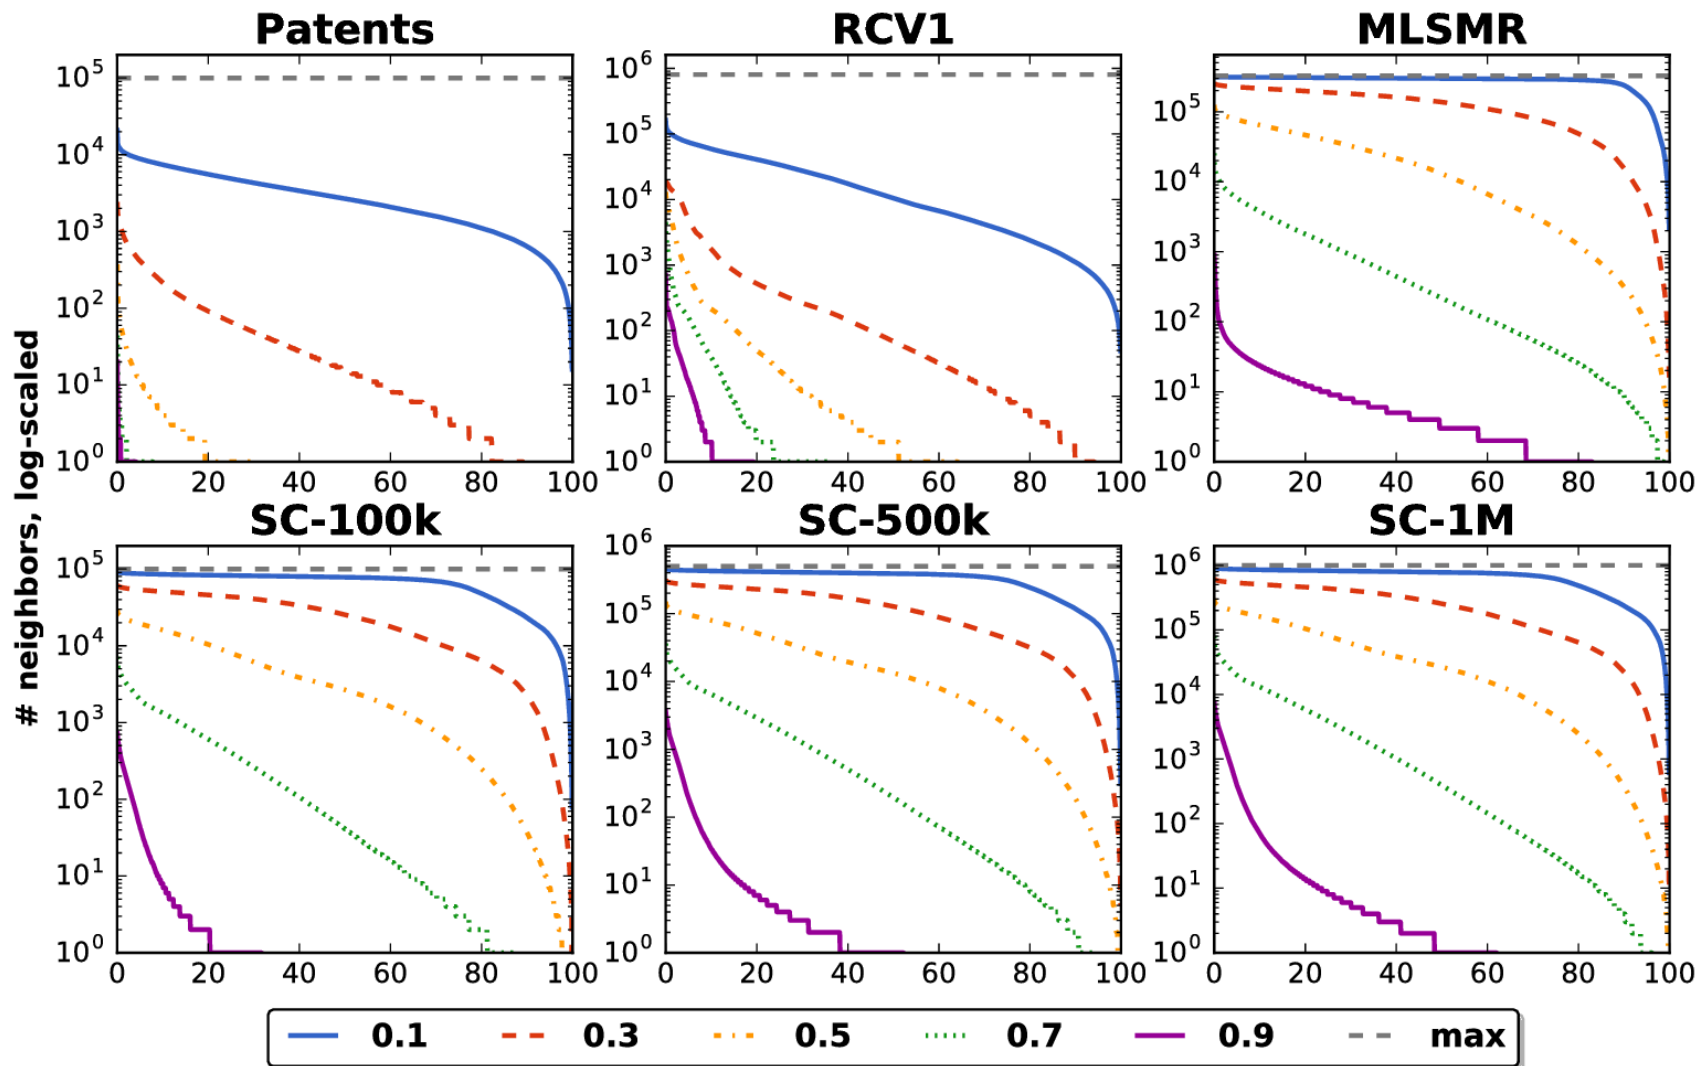 Patents RCV1 MLSMR
10^5 10^4 10^3 10^2 10^1 10^0
0 20 40 60 80 100
10^6 10^5 10^4 10^3 10^2 10^1 10^0
0 20 40 60 80 100
10^5 10^4 10^3 10^2 10^1 10^0
0 20 40 60 80 100
# neighbors, log-scaled
SC-100k SC-500k SC-1M
10^5 10^4 10^3 10^2 10^1 10^0
0 20 40 60 80 100
10^6 10^5 10^4 10^3 10^2 10^1 10^0
0 20 40 60 80 100
10^6 10^5 10^4 10^3 10^2 10^1 10^0
0 20 40 60 80 100
0.1 0.3 0.5 0.7 0.9 max